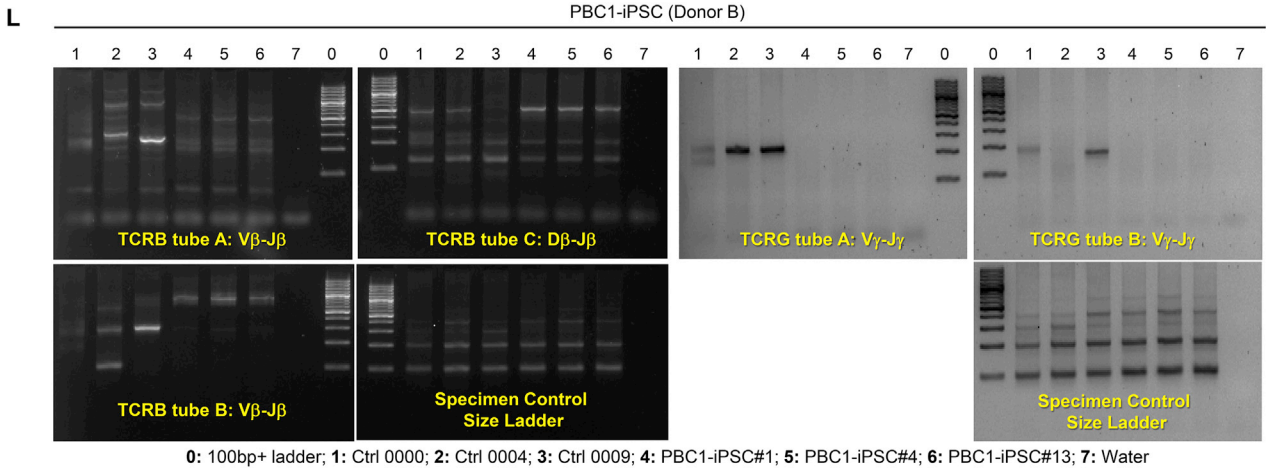 L
PBC1-iPSC (Donor B)
1 2 3 4 5 6 7 0
0 1 2 3 4 5 6 7
1 2 3 4 5 6 7 0
0 1 2 3 4 5 6 7
TCRB tube A: Vβ-Jβ
TCRB tube C: Dβ-Jβ
TCRG tube A: Vγ-Jγ
TCRG tube B: Vγ-Jγ
TCRB tube B: Vβ-Jβ
Specimen Control
Size Ladder
Specimen Control
Size Ladder
0: 100bp+ ladder; 1: Ctrl 0000; 2: Ctrl 0004; 3: Ctrl 0009; 4: PBC1-iPSC#1; 5: PBC1-iPSC#4; 6: PBC1-iPSC#13; 7: Water